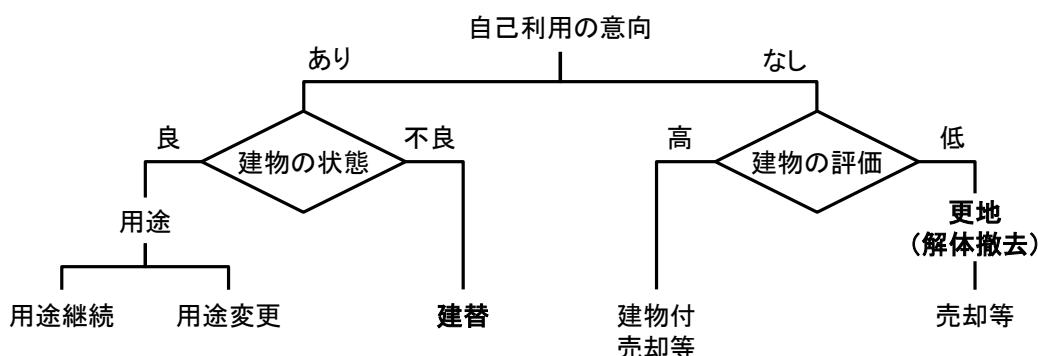 自己利用の意向
あり
なし
良
建物の状態
不良
高
建物の評価
低
用途
更地
（解体撤去）
用途継続
用途変更
建替
建物付
売却等
売却等